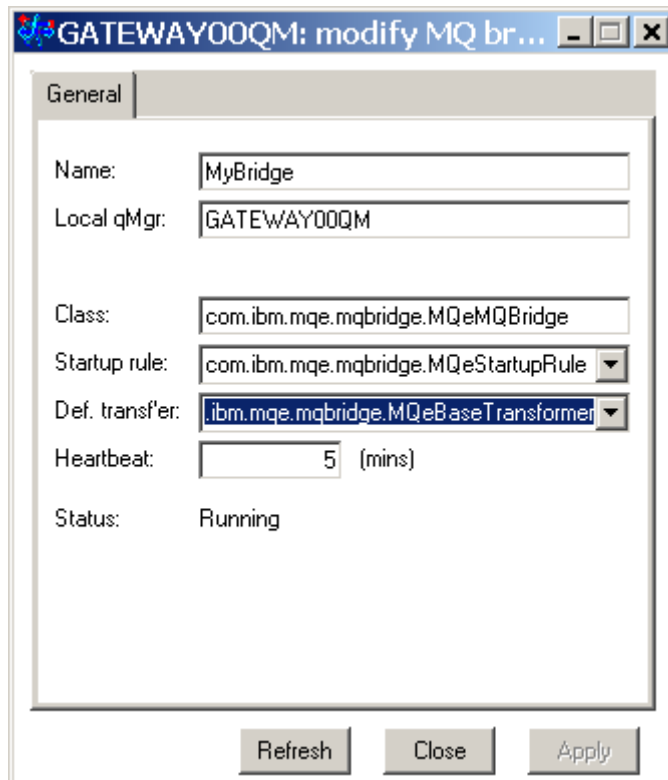 GATEWAY00QM: modify MQ br...
General
Name: MyBridge
Local qMgr: GATEWAY00QM
Class: com.ibm.mqe.mqbridge.MQeMQBridge
Startup rule: com.ibm.mqe.mqbridge.MQeStartupRule
Def. transf'er: .ibm.mqe.mqbridge.MQeBaseTransformer
Heartbeat: 5 (mins)
Status: Running
Refresh Close Apply